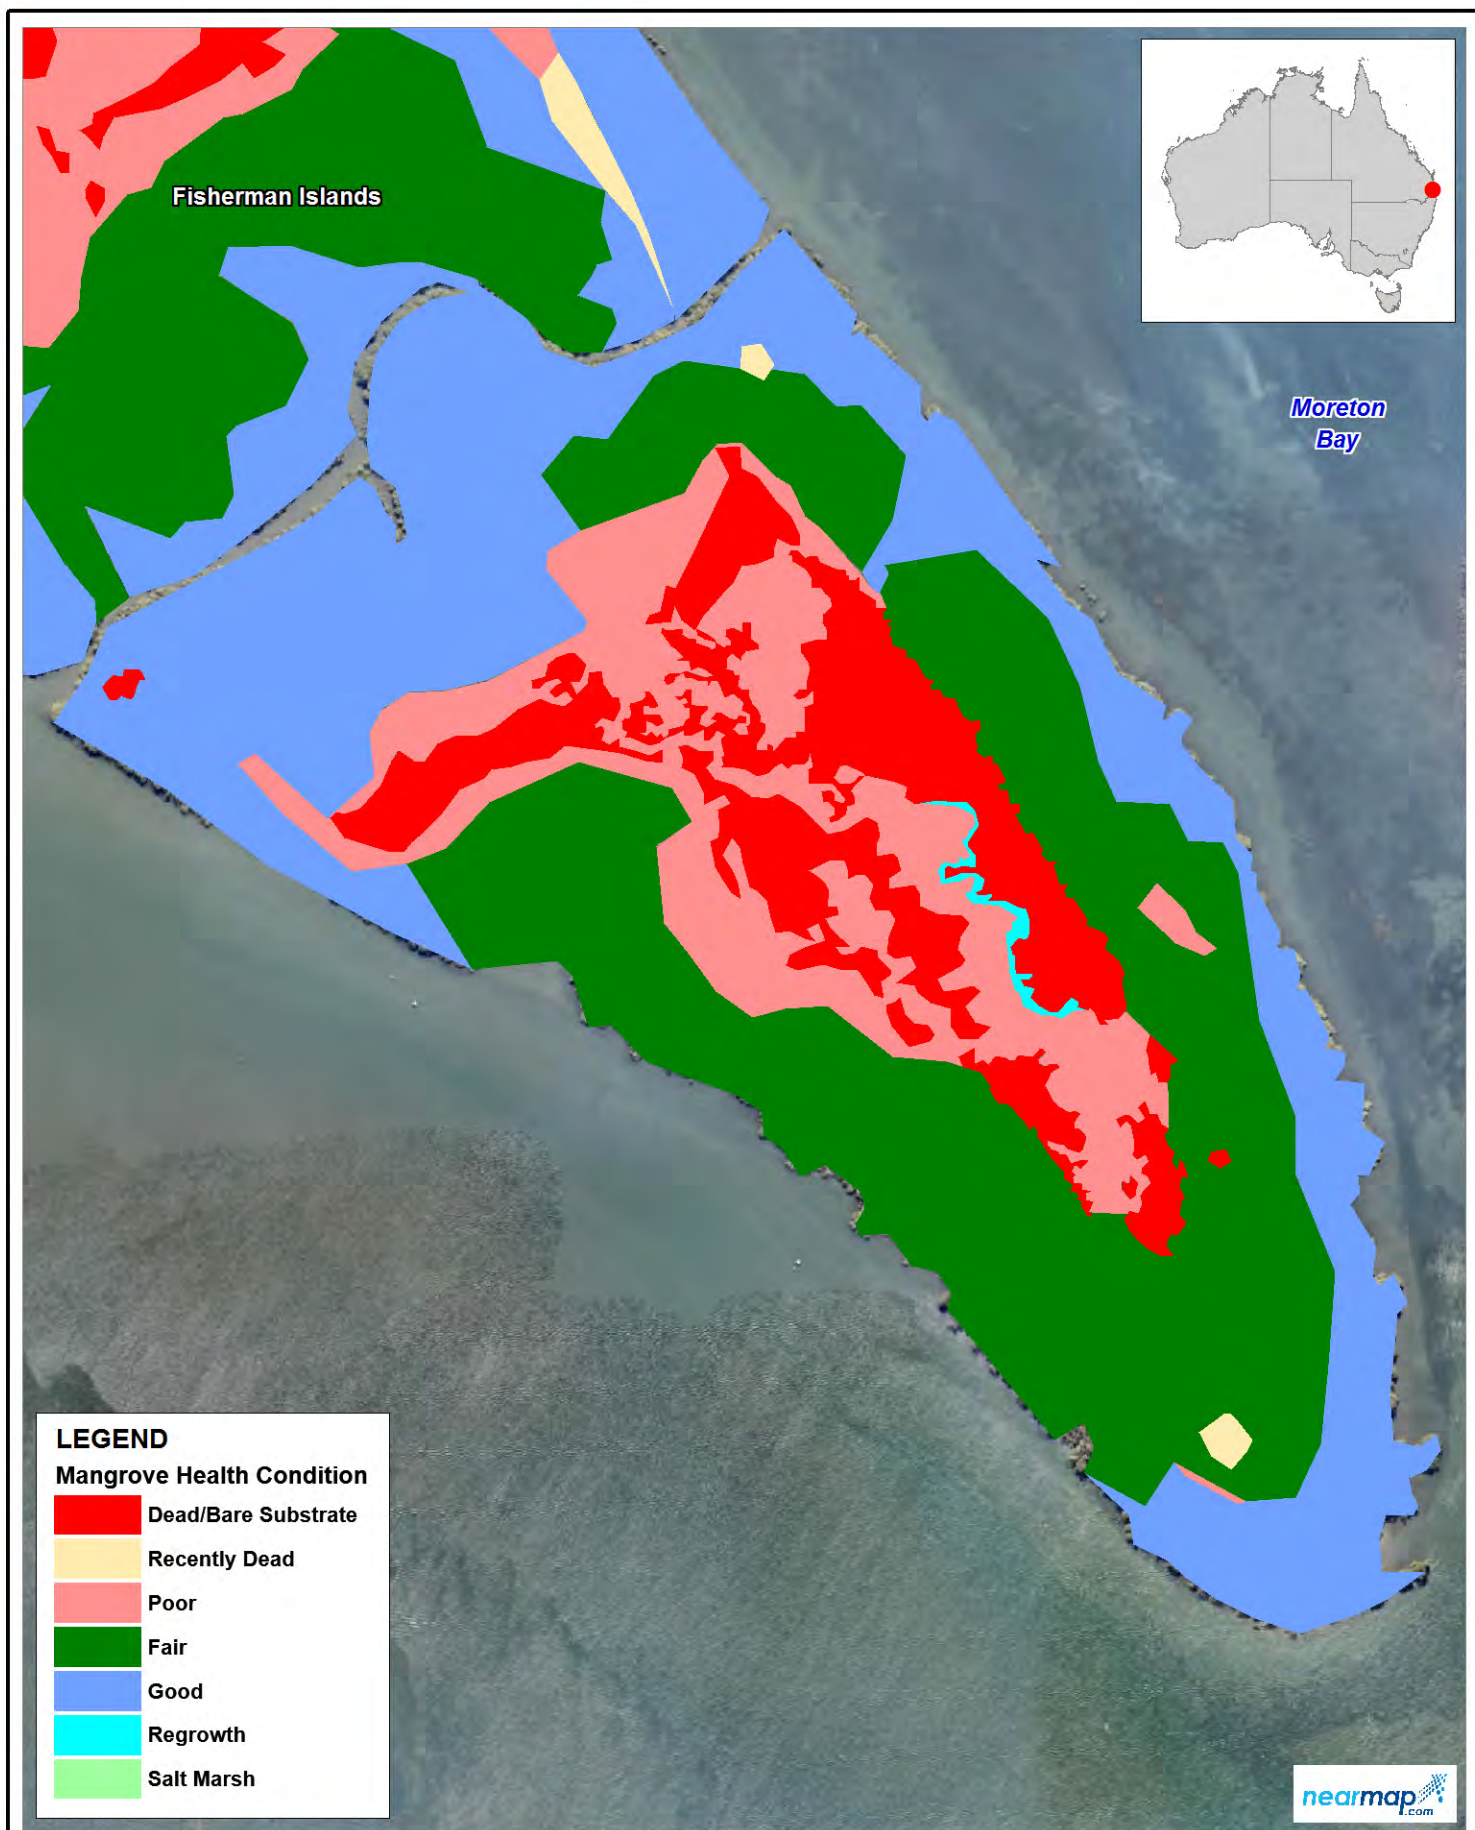 Fisherman Islands
Moreton
Bay
LEGEND
Mangrove Health Condition
Dead/Bare Substrate
Recently Dead
Poor
Fair
Good
Regrowth
Salt Marsh
nearmap
.com